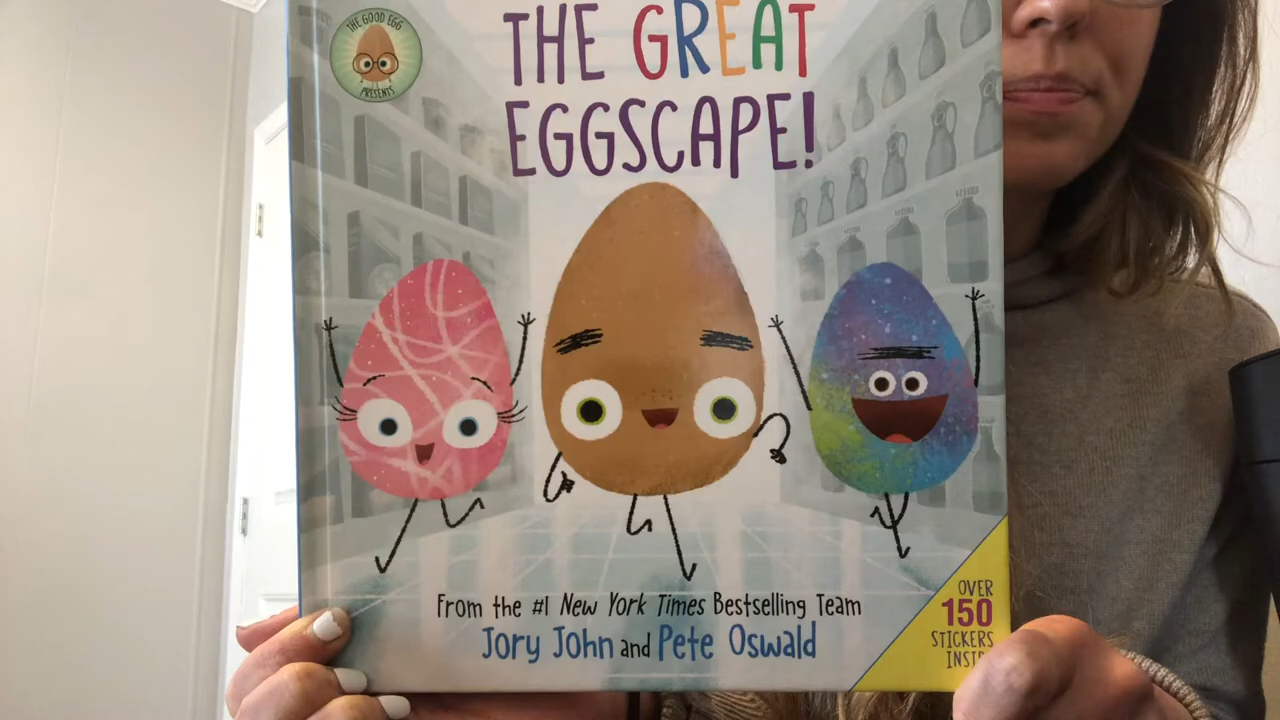 THE GOOD EGG
PRESENTS
THE GREAT
EGGSCAPE!
From the #1 New York Times Bestselling Team
Jory John and Pete Oswald
OVER
150
STICKERS